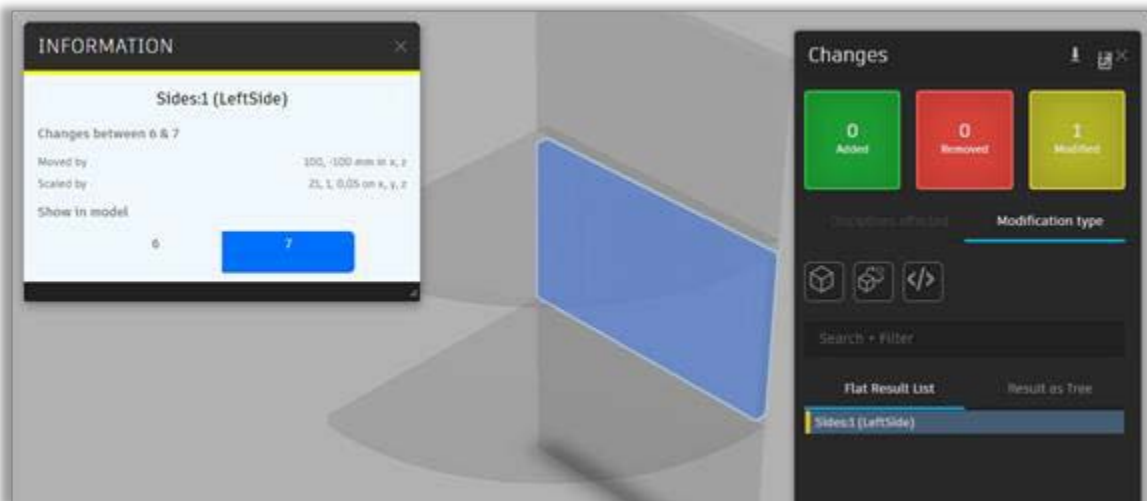 INFORMATION
Sides:1 (LeftSide)
Changes between 6 & 7
Moved by 100, -100 mm in x, z
Scaled by 21, 1, 0.05 on x, y, z
Show in model
6 7
Changes
0 0 1
Added Removed Modified
Disciplines affected Modification type
</>
Search + Filter
Flat Result List Result as Tree
Sides:1 (LeftSide)